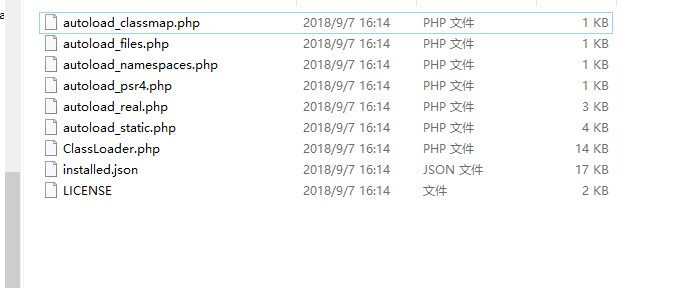 a
autoload_classmap.php 2018/9/7 16:14 PHP 文件 1 KB
autoload_files.php 2018/9/7 16:14 PHP 文件 1 KB
autoload_namespaces.php 2018/9/7 16:14 PHP 文件 1 KB
autoload_psr4.php 2018/9/7 16:14 PHP 文件 1 KB
autoload_real.php 2018/9/7 16:14 PHP 文件 3 KB
autoload_static.php 2018/9/7 16:14 PHP 文件 4 KB
ClassLoader.php 2018/9/7 16:14 PHP 文件 14 KB
installed.json 2018/9/7 16:14 JSON 文件 17 KB
LICENSE 2018/9/7 16:14 文件 2 KB